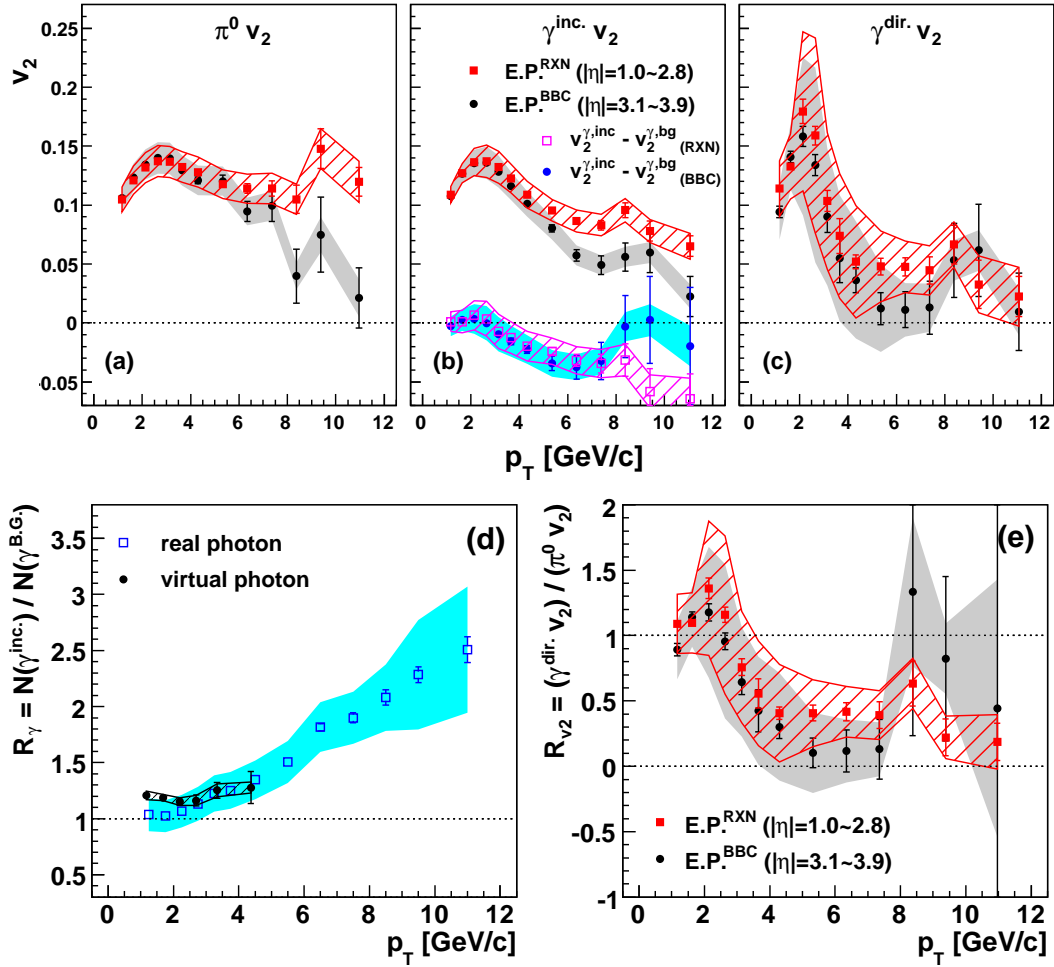 π⁰ v₂
γ^inc. v₂
γ^dir. v₂
v₂
0.25
0.2
0.15
0.1
0.05
0
-0.05
E.P.^RXN (|η|=1.0~2.8)
E.P.^BBC (|η|=3.1~3.9)
v₂^γ,inc - v₂^γ,bg (RXN)
v₂^γ,inc - v₂^γ,bg (BBC)
(a)
(b)
(c)
0 2 4 6 8 10 12
0 2 4 6 8 10 12
0 2 4 6 8 10 12
p_T [GeV/c]
R_γ = N(γ^inc.) / N(γ^B.G.)
3.5
3
2.5
2
1.5
1
0.5
(d)
real photon
virtual photon
0 2 4 6 8 10 12
p_T [GeV/c]
R_v2 = (γ^dir. v₂) / (π⁰ v₂)
2
1.5
1
0.5
0
-0.5
-1
(e)
E.P.^RXN (|η|=1.0~2.8)
E.P.^BBC (|η|=3.1~3.9)
0 2 4 6 8 10 12
p_T [GeV/c]